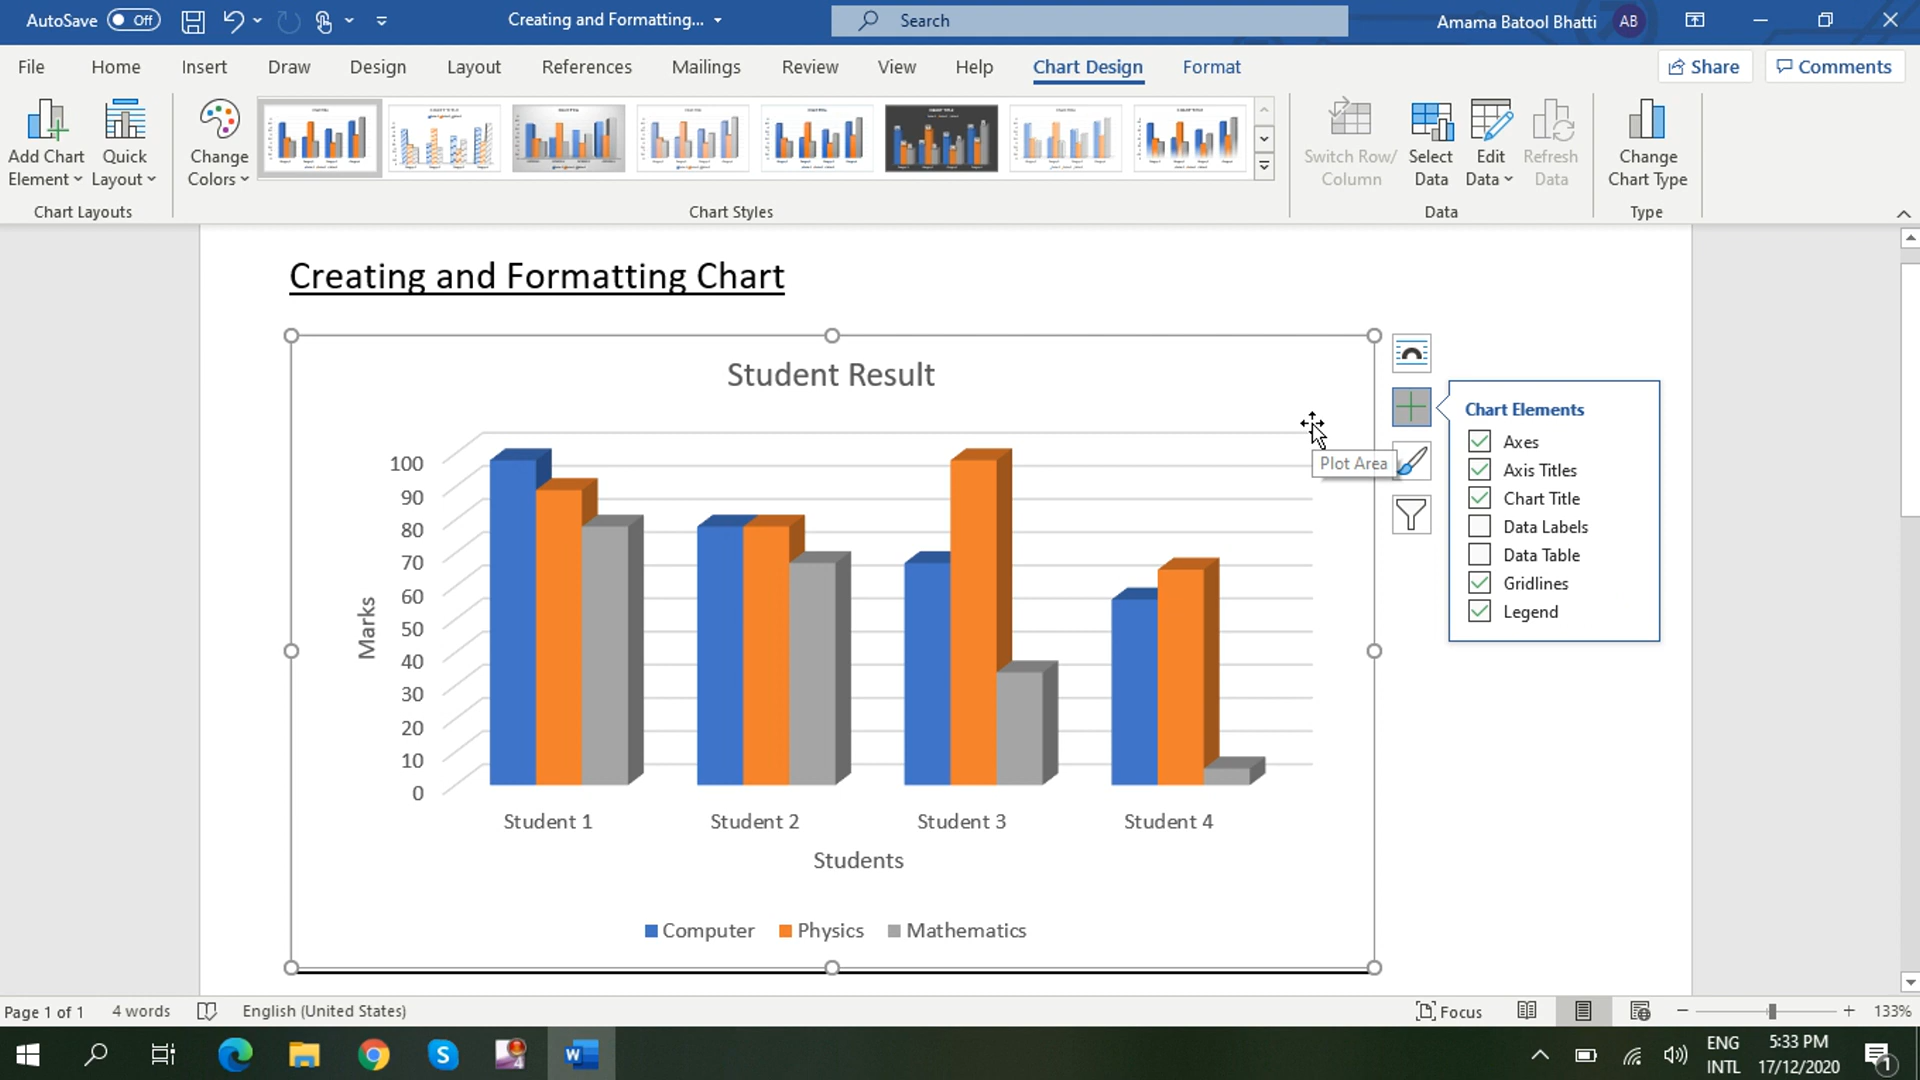 AutoSave Off Creating and Formatting... Search Amama Batool Bhatti AB
File Home Insert Draw Design Layout References Mailings Review View Help Chart Design Format Share Comments
Add Chart Element Quick Layout Change Colors Switch Row/ Column Select Data Edit Data Refresh Data Change Chart Type
Chart Layouts Chart Styles Data Type
Creating and Formatting Chart
Student Result
Chart Elements
Axes
Axis Titles
Chart Title
Data Labels
Data Table
Gridlines
Legend
Plot Area
Marks
100
90
80
70
60
50
40
30
20
10
0
Student 1 Student 2 Student 3 Student 4
Students
Computer Physics Mathematics
Page 1 of 1 4 words English (United States) Focus 133%
4 W ENG 5:33 PM
INTL 17/12/2020 1